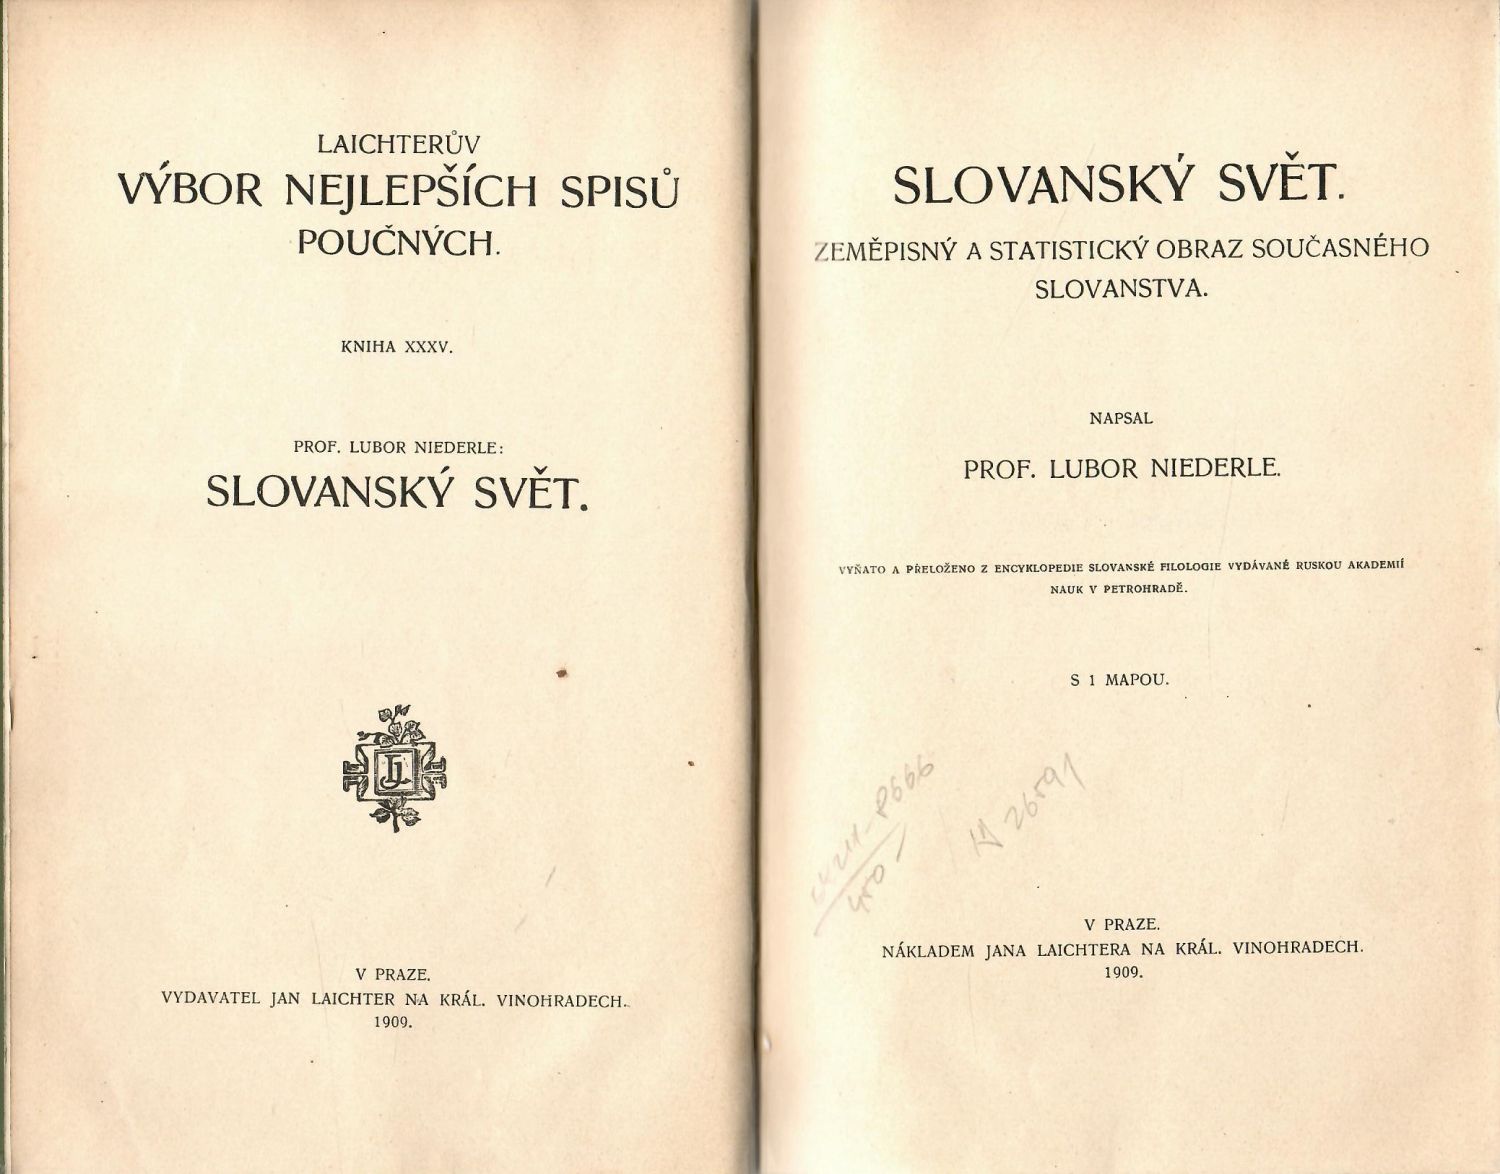 LAICHTERŮV
VÝBOR NEJLEPŠÍCH SPISŮ
POUČNÝCH.
KNIHA XXXV.
PROF. LUBOR NIEDERLE:
SLOVANSKÝ SVĚT.
V PRAZE.
VYDAVATEL JAN LAICHTER NA KRÁL. VINOHRADECH.
1909.
SLOVANSKÝ SVĚT.
ZEMĚPISNÝ A STATISTICKÝ OBRAZ SOUČASNÉHO
SLOVANSTVA.
NAPSAL
PROF. LUBOR NIEDERLE.
VYŇATO A PŘELOŽENO Z ENCYKLOPEDIE SLOVANSKÉ FILOLOGIE VYDÁVANÉ RUSKOU AKADEMIÍ
NAUK V PETROHRADĚ.
S 1 MAPOU.
26591
V PRAZE.
NÁKLADEM JANA LAICHTERA NA KRÁL. VINOHRADECH.
1909.